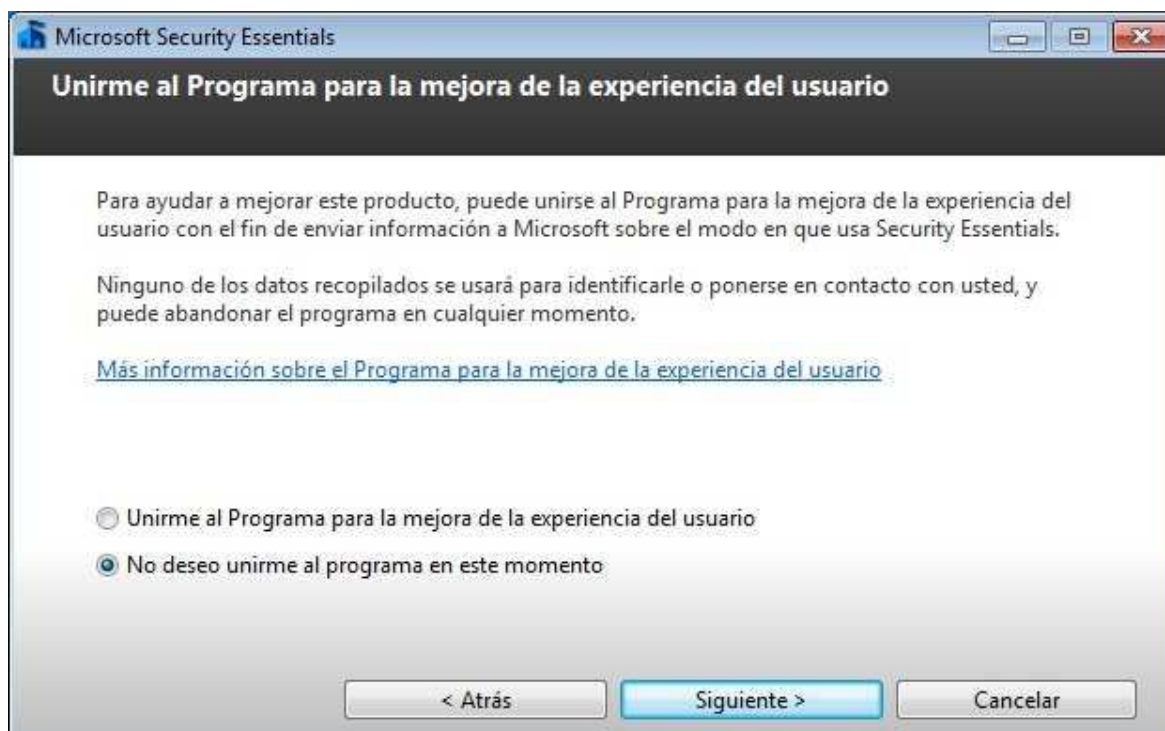 Microsoft Security Essentials
Unirme al Programa para la mejora de la experiencia del usuario
Para ayudar a mejorar este producto, puede unirse al Programa para la mejora de la experiencia del
usuario con el fin de enviar información a Microsoft sobre el modo en que usa Security Essentials.
Ninguno de los datos recopilados se usará para identificarle o ponerse en contacto con usted, y
puede abandonar el programa en cualquier momento.
Más información sobre el Programa para la mejora de la experiencia del usuario
Unirme al Programa para la mejora de la experiencia del usuario
No deseo unirme al programa en este momento
< Atrás Siguiente > Cancelar